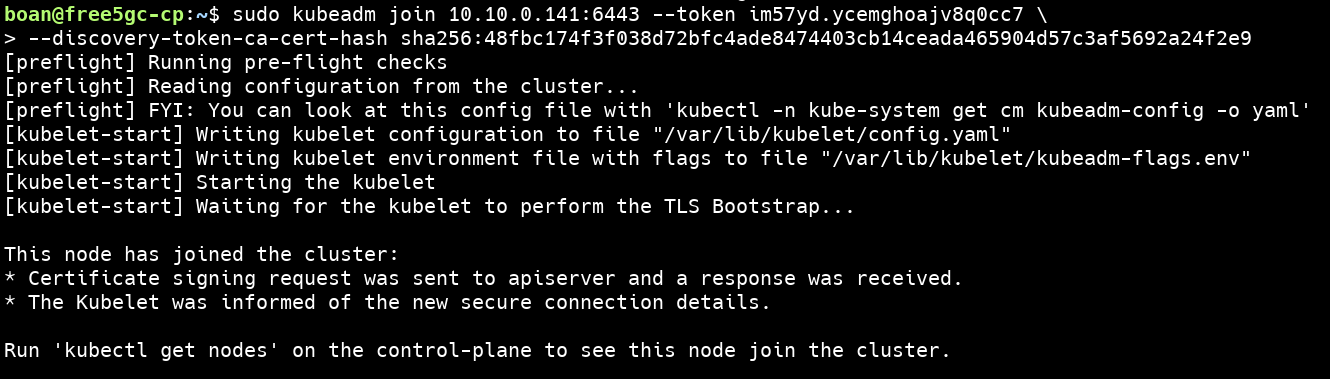 boan@free5gc-cp:~$ sudo kubeadm join 10.10.0.141:6443 --token im57yd.ycemghoajv8q0cc7 \
> --discovery-token-ca-cert-hash sha256:48fbc174f3f038d72bfc4ade8474403cb14ceada465904d57c3af5692a24f2e9
[preflight] Running pre-flight checks
[preflight] Reading configuration from the cluster...
[preflight] FYI: You can look at this config file with 'kubectl -n kube-system get cm kubeadm-config -o yaml'
[kubelet-start] Writing kubelet configuration to file "/var/lib/kubelet/config.yaml"
[kubelet-start] Writing kubelet environment file with flags to file "/var/lib/kubelet/kubeadm-flags.env"
[kubelet-start] Starting the kubelet
[kubelet-start] Waiting for the kubelet to perform the TLS Bootstrap...
This node has joined the cluster:
* Certificate signing request was sent to apiserver and a response was received.
* The Kubelet was informed of the new secure connection details.
Run 'kubectl get nodes' on the control-plane to see this node join the cluster.